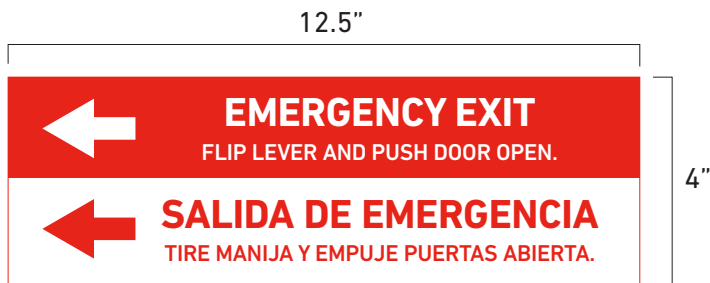 12.5”
EMERGENCY EXIT
FLIP LEVER AND PUSH DOOR OPEN.
4”
SALIDA DE EMERGENCIA
TIRE MANIJA Y EMPUJE PUERTAS ABIERTA.